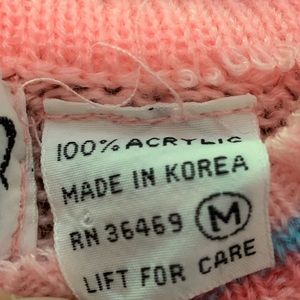 100% ACRYLIC
MADE IN KOREA
RN 36469 M
LIFT FOR CARE